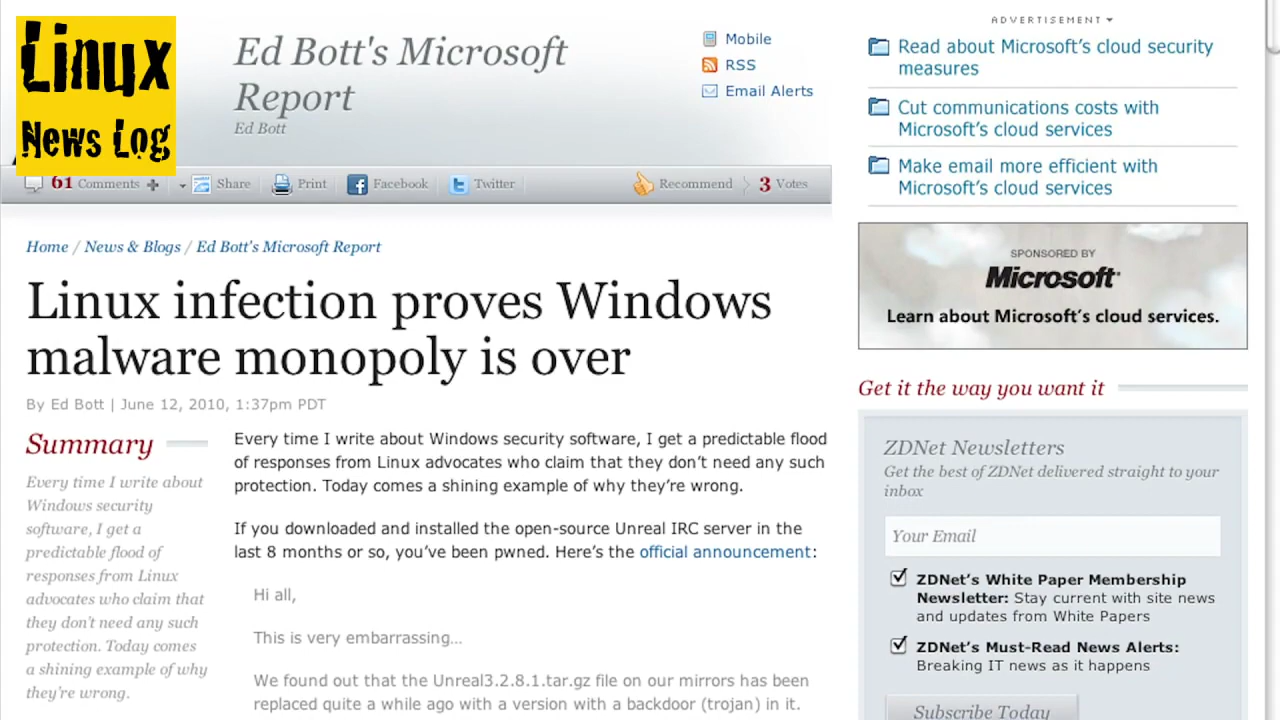 Linux
News Log
Ed Bott's Microsoft
Report
Ed Bott
Mobile
RSS
Email Alerts
61 Comments
Share
Print
Facebook
Twitter
Recommend
3 Votes
Home / News & Blogs / Ed Bott's Microsoft Report
Linux infection proves Windows
malware monopoly is over
By Ed Bott | June 12, 2010, 1:37pm PDT
Summary
Every time I write about
Windows security
software, I get a
predictable flood of
responses from Linux
advocates who claim that
they don't need any such
protection. Today comes
a shining example of why
they're wrong.
Every time I write about Windows security software, I get a predictable flood
of responses from Linux advocates who claim that they don’t need any such
protection. Today comes a shining example of why they’re wrong.
If you downloaded and installed the open-source Unreal IRC server in the
last 8 months or so, you’ve been pwned. Here’s the official announcement:
Hi all,
This is very embarrassing…
We found out that the Unreal3.2.8.1.tar.gz file on our mirrors has been
replaced quite a while ago with a version with a backdoor (trojan) in it.
ADVERTISEMENT
Read about Microsoft’s cloud security
measures
Cut communications costs with
Microsoft’s cloud services
Make email more efficient with
Microsoft’s cloud services
SPONSORED BY
Microsoft
Learn about Microsoft’s cloud services.
Get it the way you want it
ZDNet Newsletters
Get the best of ZDNet delivered straight to your
inbox
Your Email
ZDNet’s White Paper Membership
Newsletter: Stay current with site news
and updates from White Papers
ZDNet’s Must-Read News Alerts:
Breaking IT news as it happens
Subscribe Today